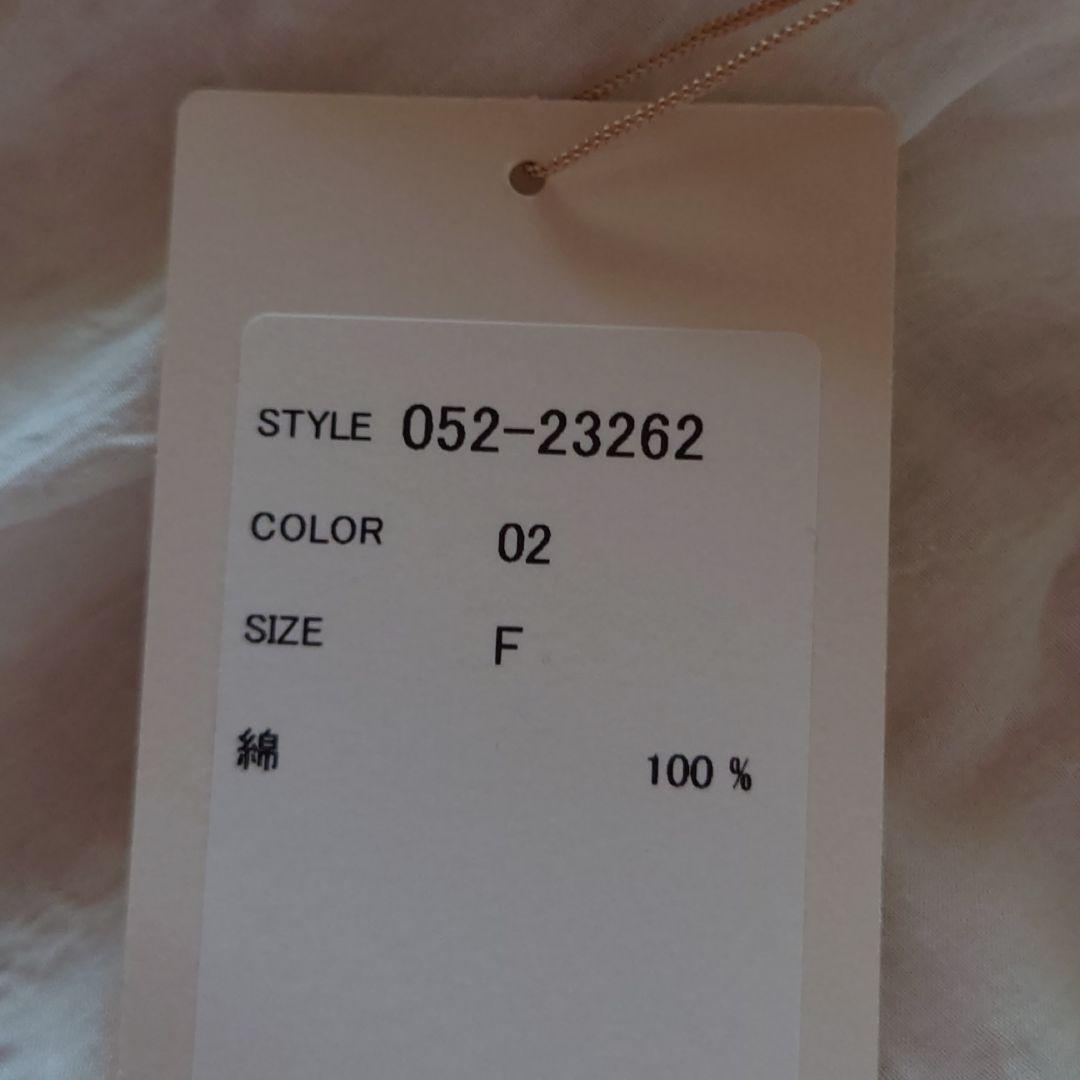 STYLE 052-23262
COLOR 02
SIZE F
綿 100 %